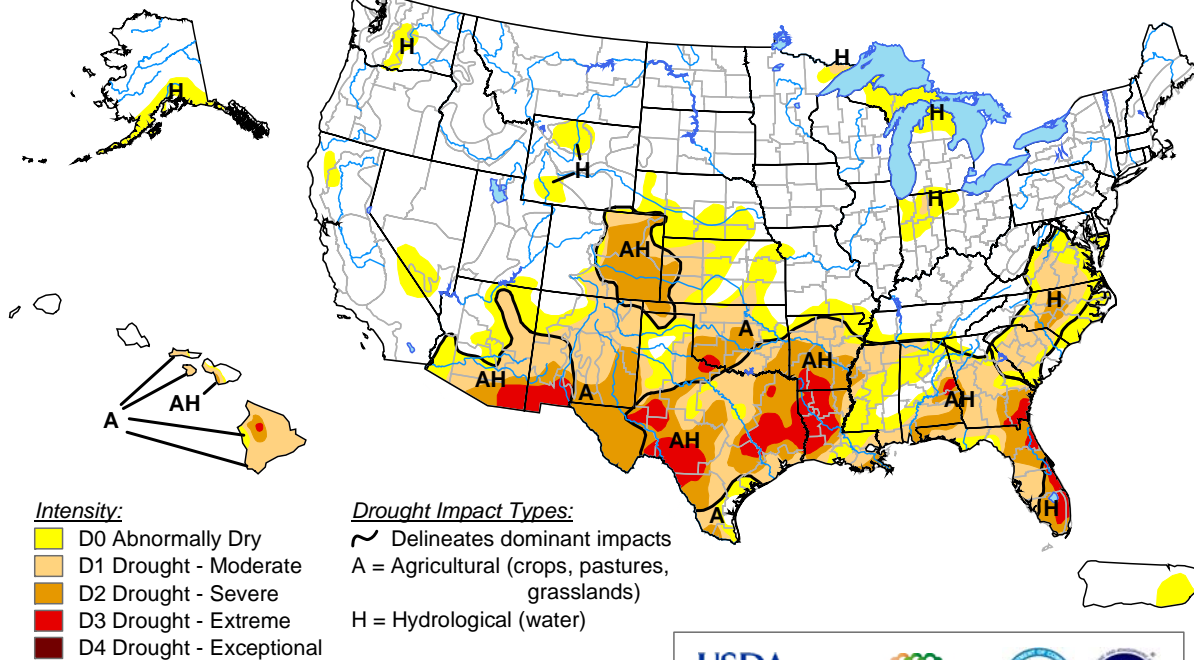 H
H
H
H
H
H
AH
H
A
AH
AH
A
AH
AH
AH
A
A
H
Intensity:
D0 Abnormally Dry
D1 Drought - Moderate
D2 Drought - Severe
D3 Drought - Extreme
D4 Drought - Exceptional
Drought Impact Types:
Delineates dominant impacts
A = Agricultural (crops, pastures,
grasslands)
H = Hydrological (water)
USDA